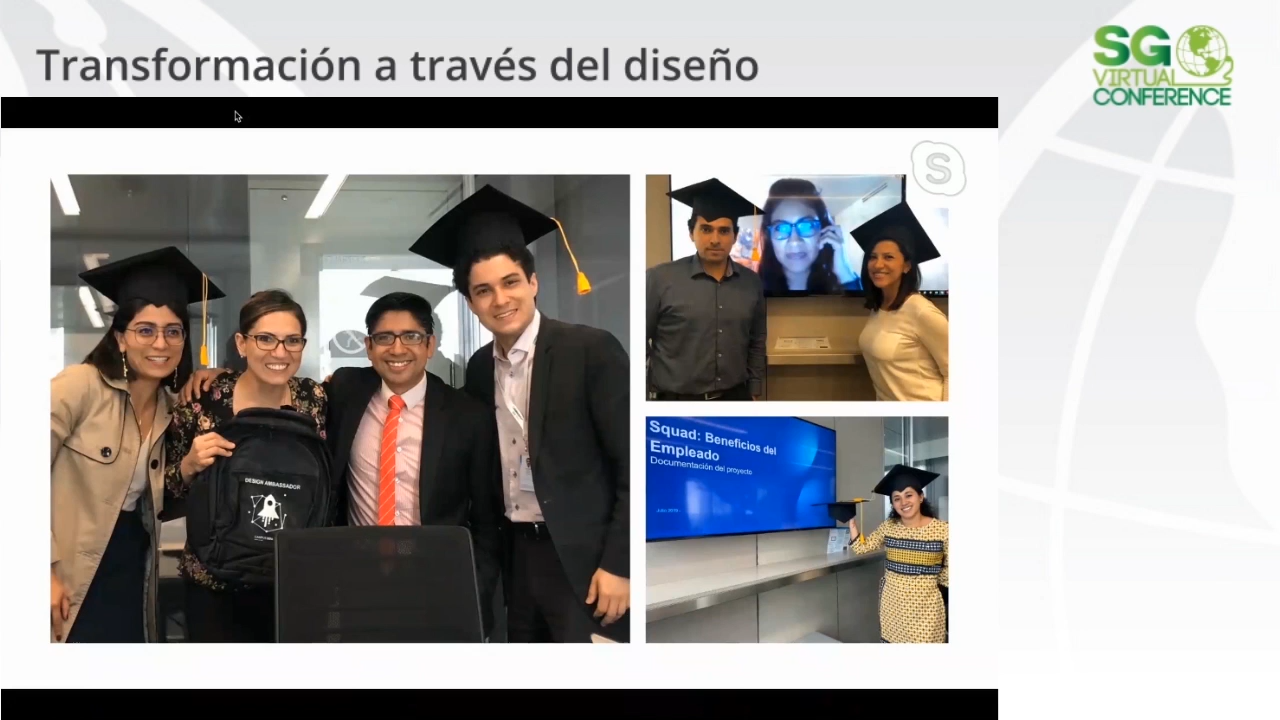 Transformación a través del diseño
SG
VIRTUAL
CONFERENCE
S
DESIGN AMBASSADOR
Squad: Beneficios del
Empleado
Documentación del proyecto